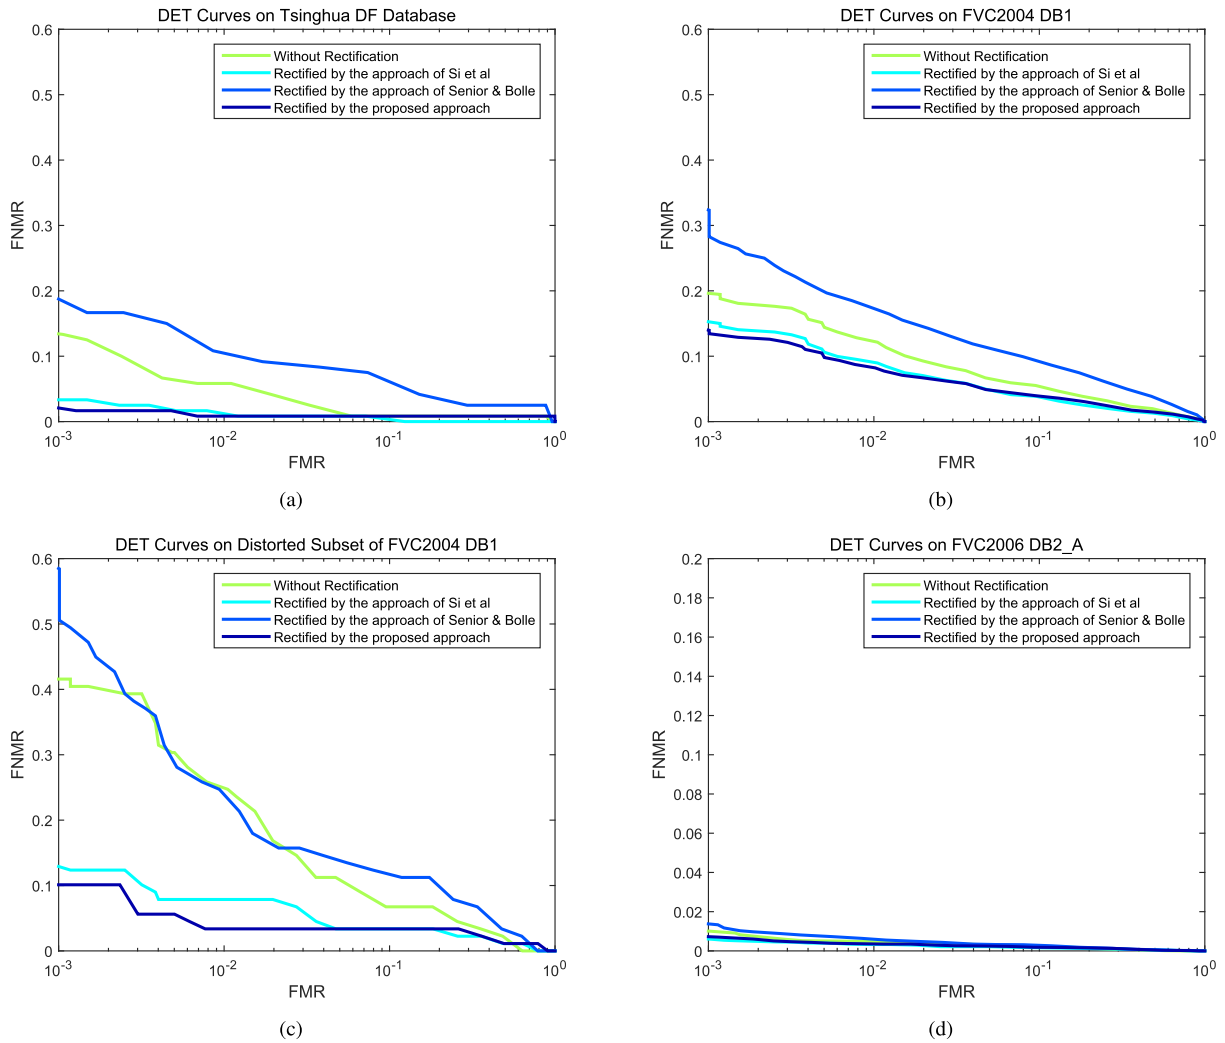 DET Curves on Tsinghua DF Database
0.6
0.5
0.4
0.3
0.2
0.1
0
FNMR
Without Rectification
Rectified by the approach of Si et al
Rectified by the approach of Senior & Bolle
Rectified by the proposed approach
10-3
10-2
10-1
100
FMR
(a)
DET Curves on FVC2004 DB1
0.6
0.5
0.4
0.3
0.2
0.1
0
FNMR
Without Rectification
Rectified by the approach of Si et al
Rectified by the approach of Senior & Bolle
Rectified by the proposed approach
10-3
10-2
10-1
100
FMR
(b)
DET Curves on Distorted Subset of FVC2004 DB1
0.6
0.5
0.4
0.3
0.2
0.1
0
FNMR
Without Rectification
Rectified by the approach of Si et al
Rectified by the approach of Senior & Bolle
Rectified by the proposed approach
10-3
10-2
10-1
100
FMR
(c)
DET Curves on FVC2006 DB2_A
0.2
0.18
0.16
0.14
0.12
0.1
0.08
0.06
0.04
0.02
0
FNMR
Without Rectification
Rectified by the approach of Si et al
Rectified by the approach of Senior & Bolle
Rectified by the proposed approach
10-3
10-2
10-1
100
FMR
(d)